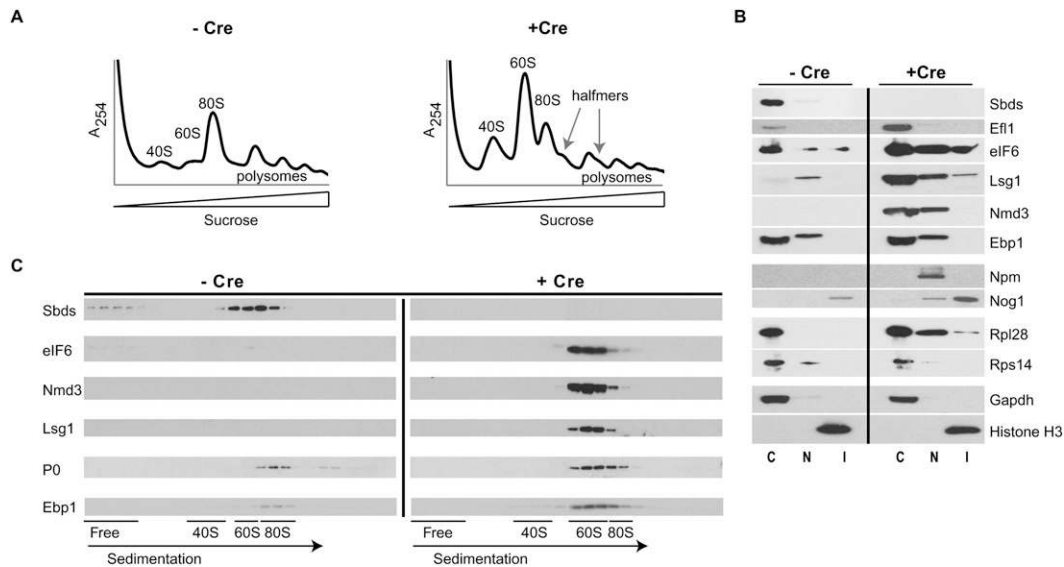 A
- Cre
+Cre
A254
40S
60S
80S
polysomes
Sucrose
A254
40S
60S
80S
halfmers
polysomes
Sucrose
B
- Cre
+Cre
Sbds
Efl1
eIF6
Lsg1
Nmd3
Ebp1
Npm
Nog1
Rpl28
Rps14
Gapdh
Histone H3
C N I C N I
C
- Cre
+ Cre
Sbds
eIF6
Nmd3
Lsg1
P0
Ebp1
Free 40S 60S 80S
Sedimentation
Free 40S 60S 80S
Sedimentation